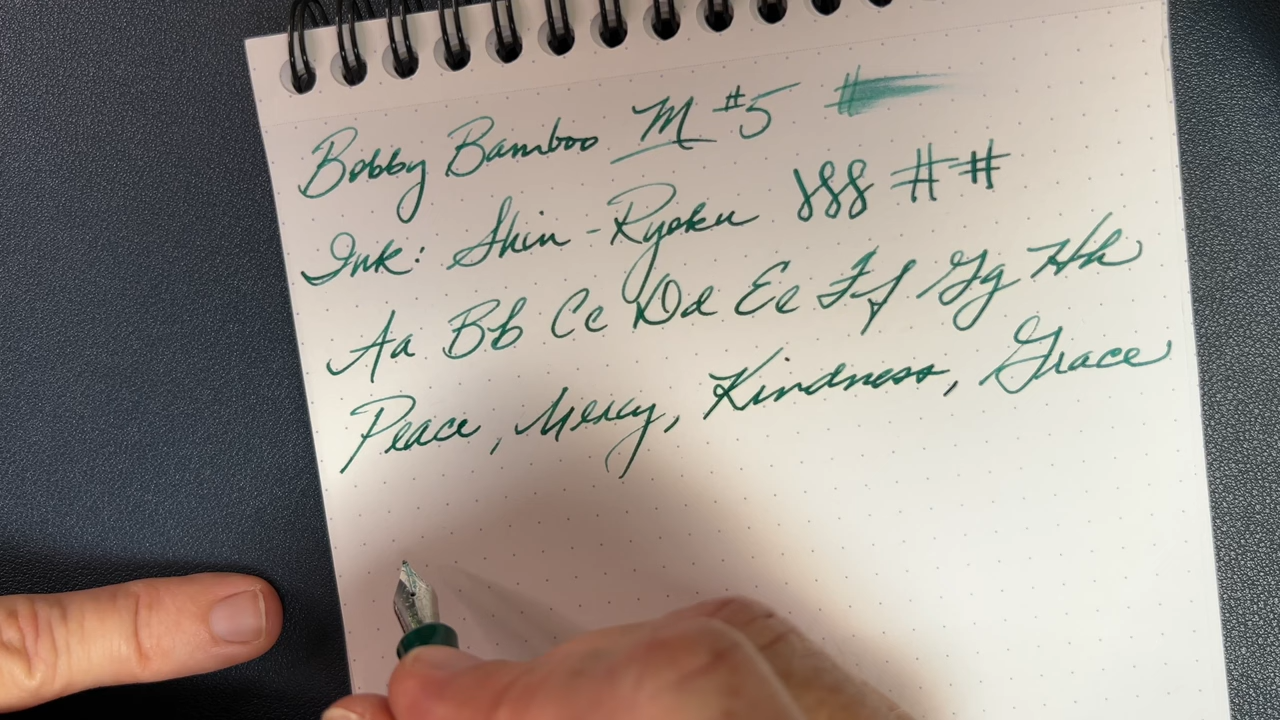 Bobby Bamboo M #5 #
Ink: Shin-Ryoku # #
Aa Bb Cc Dd Ee Ff Gg Hh
Peace, Mercy, Kindness, Grace